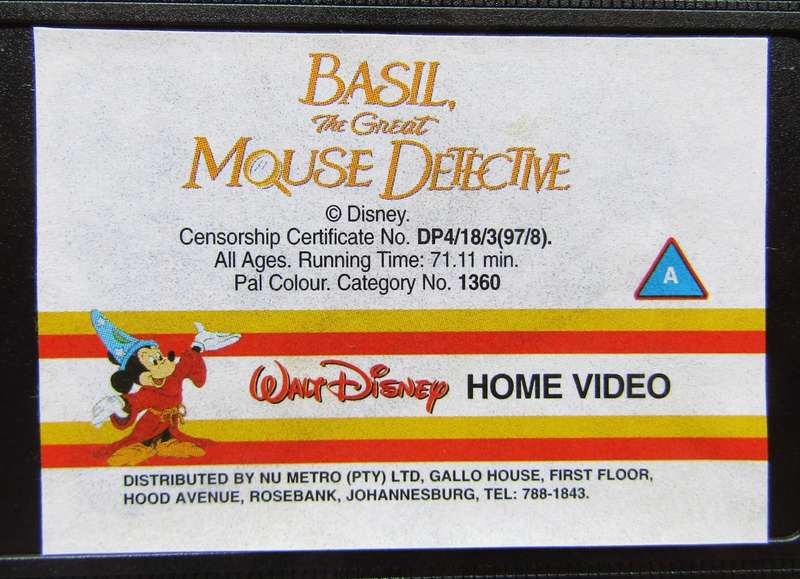 BASIL,
The Great
MOUSE DETECTIVE
© Disney.
Censorship Certificate No. DP4/18/3(97/8).
All Ages. Running Time: 71.11 min.
Pal Colour. Category No. 1360
A
WALT DISNEY HOME VIDEO
DISTRIBUTED BY NU METRO (PTY) LTD, GALLO HOUSE, FIRST FLOOR,
HOOD AVENUE, ROSEBANK, JOHANNESBURG, TEL: 788-1843.